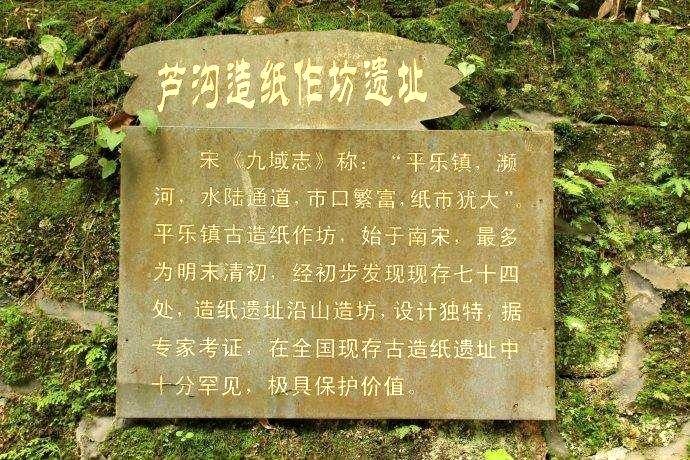 芦沟造纸作坊遗址
宋《九域志》称：“平乐镇，濒
河，水陆通道，市口繁富，纸市犹大”。
平乐镇古造纸作坊，始于南宋，最多
为明末清初，经初步发现现存七十四
处，造纸遗址沿山造坊，设计独特，据
专家考证，在全国现存古造纸遗址中
十分罕见，极具保护价值。